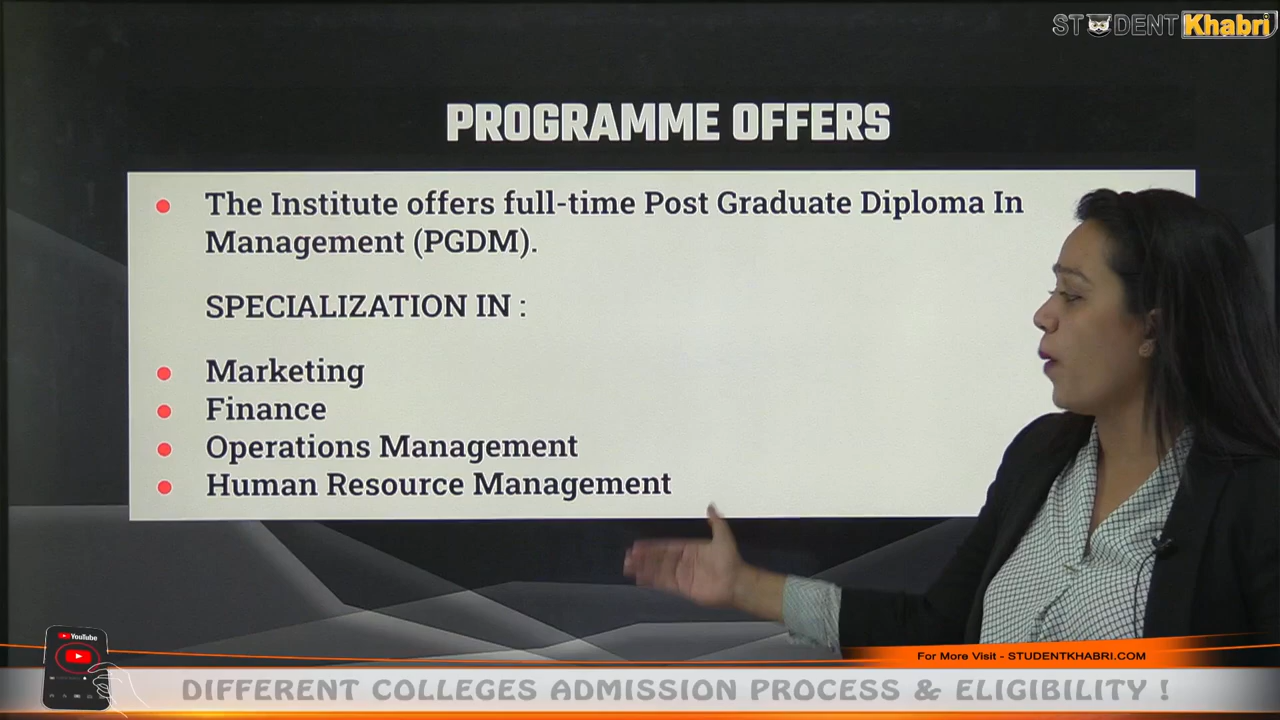 STUDENT Khabri
PROGRAMME OFFERS
The Institute offers full-time Post Graduate Diploma In
Management (PGDM).
SPECIALIZATION IN :
Marketing
Finance
Operations Management
Human Resource Management
YouTube
For More Visit - STUDENTKHABRI.COM
DIFFERENT COLLEGES ADMISSION PROCESS & ELIGIBILITY !